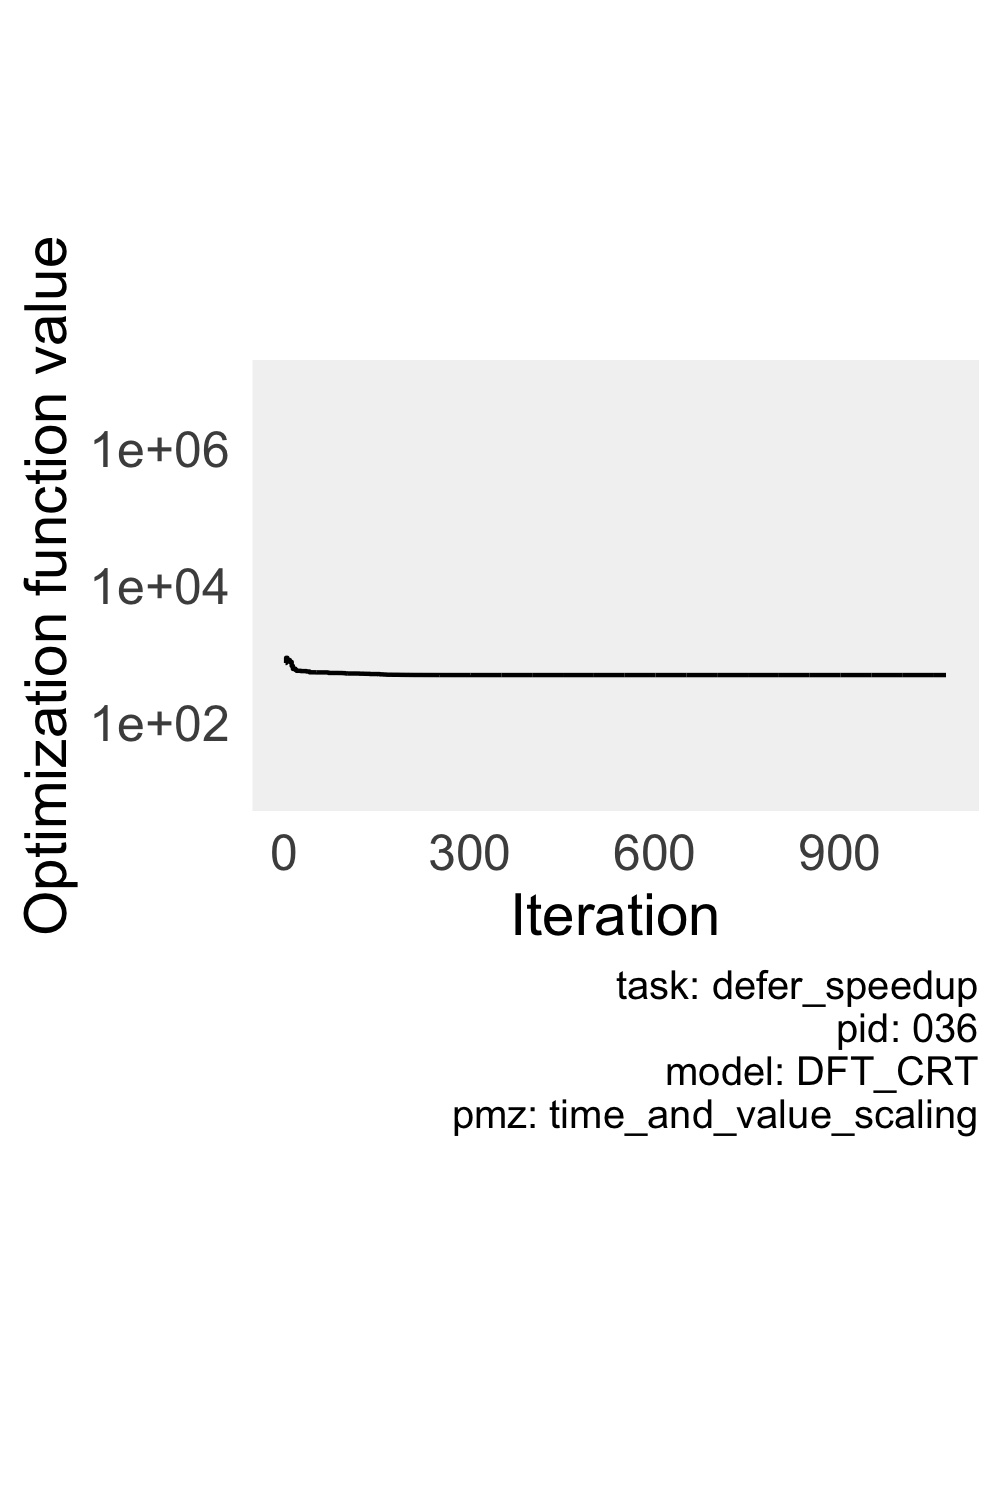 Optimization function value
1e+06
1e+04
1e+02
0 300 600 900
Iteration
task: defer_speedup
pid: 036
model: DFT_CRT
pmz: time_and_value_scaling